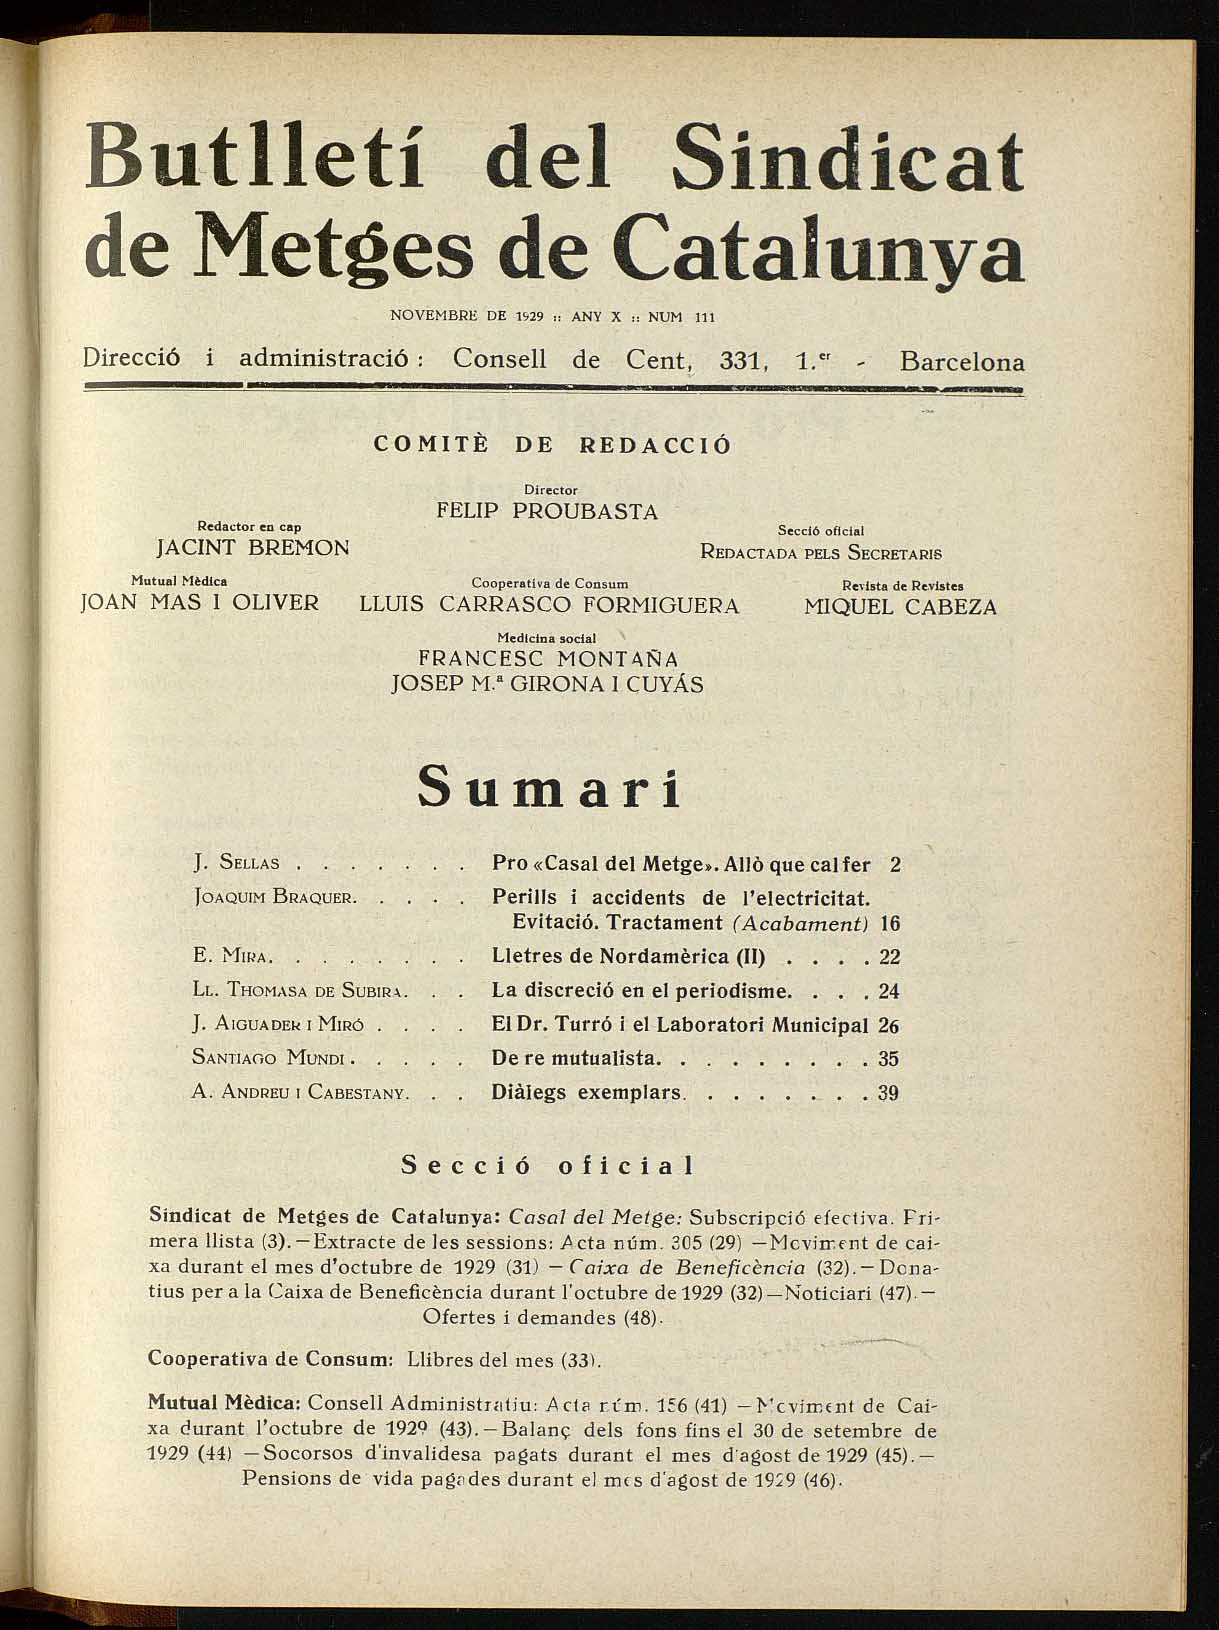 Butlletí del Sindicat
de Metges de Catalunya
NOVEMBRE DE 1929 :: ANY X :: NUM 111
Direcció i administració : Consell de Cent, 331, 1.er - Barcelona
COMITÈ DE REDACCIÓ
Director
FELIP PROUBASTA
Redactor en cap
JACINT BREMON
Secció oficial
REDACTADA PELS SECRETARIS
Mutual Mèdica
JOAN MAS I OLIVER
Cooperativa de Consum
LLUIS CARRASCO FORMIGUERA
Revista de Revistes
MIQUEL CABEZA
Medicina social
FRANCESC MONTAÑA
JOSEP M.ª GIRONA I CUYÁS
Sumari
J. SELLAS . . . . . . . Pro «Casal del Metge». Allò que cal fer 2
JOAQUIM BRAQUER. . . . . Perills i accidents de l'electricitat.
Evitació. Tractament (Acabament) 16
E. MIRA. . . . . . . . Lletres de Nordamèrica (II) . . . . 22
LL. THOMASA DE SUBIRA. . . La discreció en el periodisme. . . . 24
J. AIGUADER I MIRÓ . . . . El Dr. Turró i el Laboratori Municipal 26
SANTIAGO MUNDI . . . . . De re mutualista. . . . . . . . . 35
A. ANDREU I CABESTANY. . . Diàlegs exemplars. . . . . . . . 39
Secció oficial
Sindicat de Metges de Catalunya: Casal del Metge: Subscripció efectiva. Pri-
mera llista (3). — Extracte de les sessions: Acta núm. 305 (29) — Moviment de cai-
xa durant el mes d'octubre de 1929 (31) — Caixa de Beneficència (32). — Dona-
tius per a la Caixa de Beneficència durant l'octubre de 1929 (32) — Noticiari (47). —
Ofertes i demandes (48).
Cooperativa de Consum: Llibres del mes (33).
Mutual Mèdica: Consell Administratiu: Acta núm. 156 (41) — Moviment de Cai-
xa durant l'octubre de 1929 (43). — Balanç dels fons fins el 30 de setembre de
1929 (44) — Socorsos d'invalidesa pagats durant el mes d'agost de 1929 (45). —
Pensions de vida pagades durant el mes d'agost de 1929 (46).